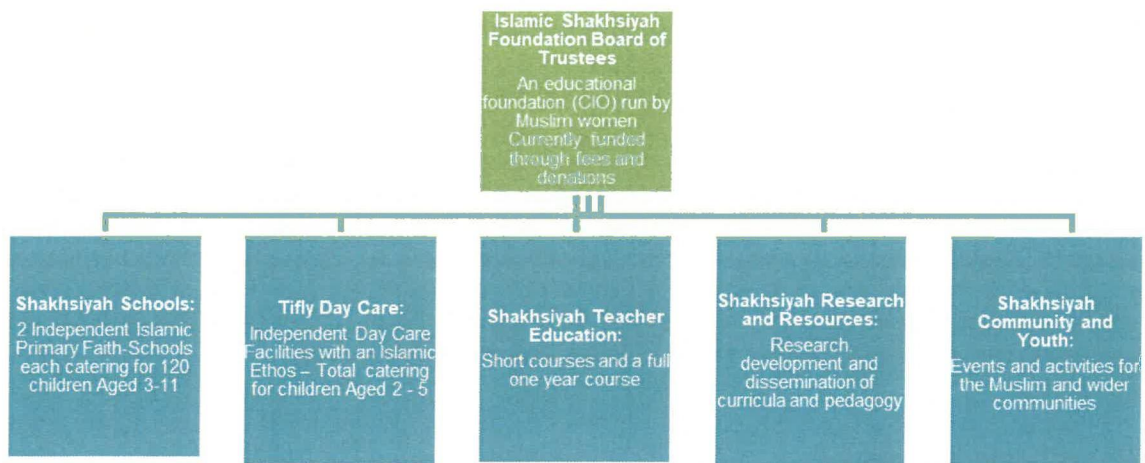 Islamic Shakhsiyah
Foundation Board of
Trustees
An educational
foundation (CIO) run by
Muslim women
Currently funded
through fees and
donations
Shakhsiyah Schools:
2 Independent Islamic
Primary Faith-Schools
each catering for 120
children Aged 3-11
Tifly Day Care:
Independent Day Care
Facilities with an Islamic
Ethos – Total catering
for children Aged 2 - 5
Shakhsiyah Teacher
Education:
Short courses and a full
one year course
Shakhsiyah Research
and Resources:
Research,
development and
dissemination of
curricula and pedagogy
Shakhsiyah
Community and
Youth:
Events and activities for
the Muslim and wider
communities